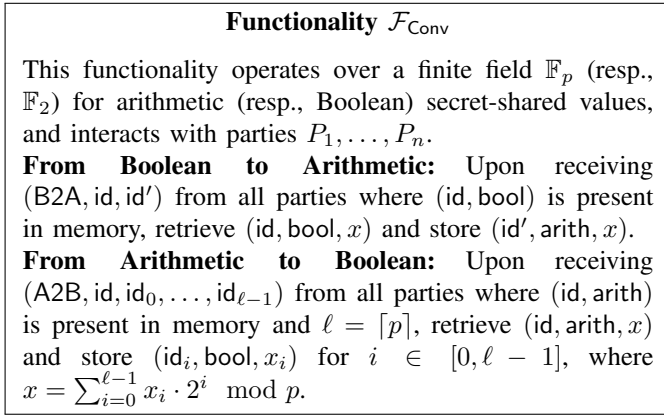 Functionality 𝓕_Conv
This functionality operates over a finite field 𝔽_p (resp.,
𝔽_2) for arithmetic (resp., Boolean) secret-shared values,
and interacts with parties P_1, . . . , P_n.
From Boolean to Arithmetic: Upon receiving
(B2A, id, id′) from all parties where (id, bool) is present
in memory, retrieve (id, bool, x) and store (id′, arith, x).
From Arithmetic to Boolean: Upon receiving
(A2B, id, id_0, . . . , id_{ℓ−1}) from all parties where (id, arith)
is present in memory and ℓ = ⌈p⌉, retrieve (id, arith, x)
and store (id_i, bool, x_i) for i ∈ [0, ℓ − 1], where
x = ∑_{i=0}^{ℓ−1} x_i · 2^i mod p.